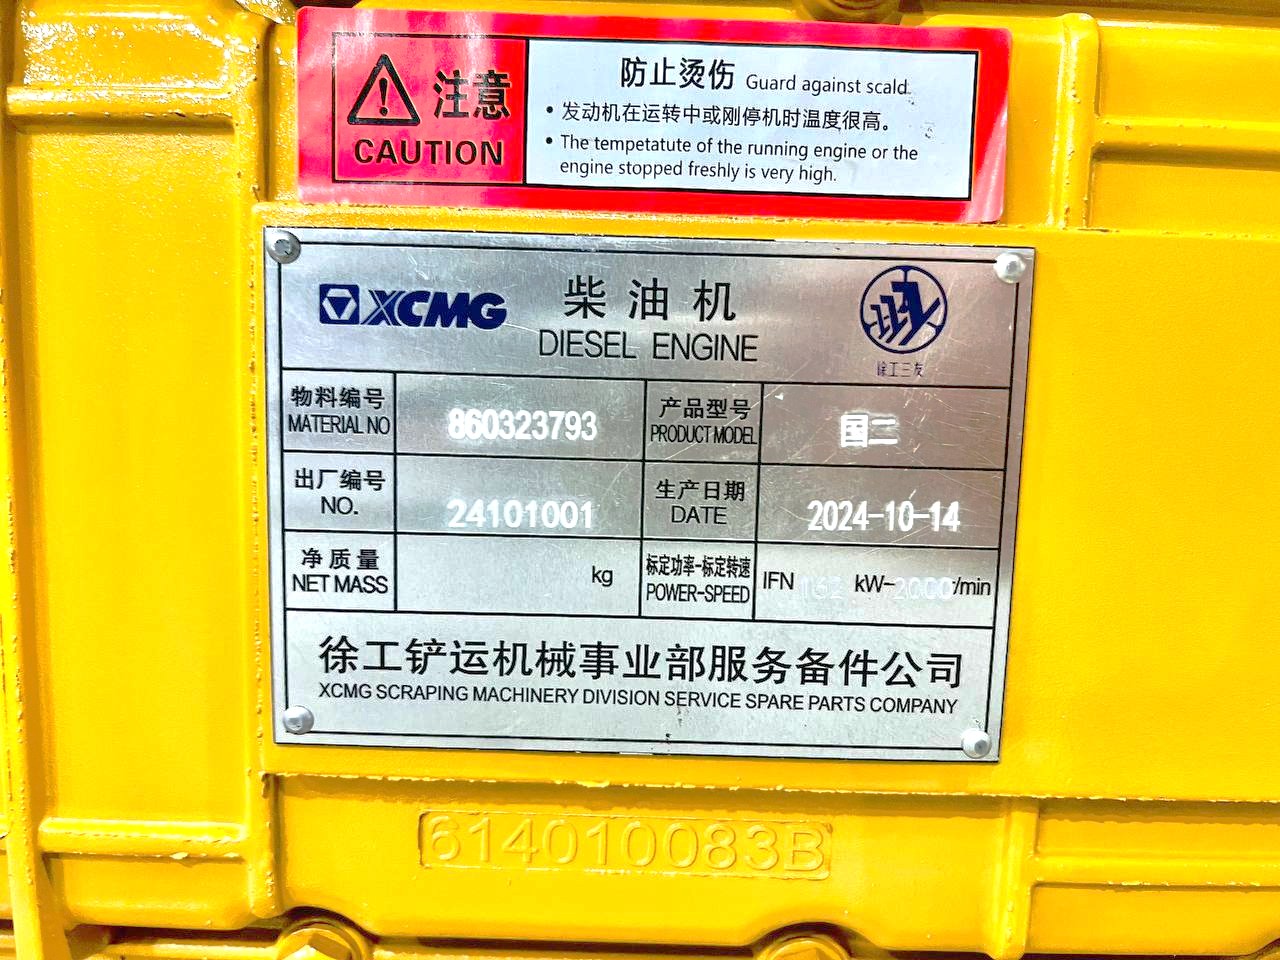 注意
CAUTION
防止烫伤 Guard against scald.
• 发动机在运转中或刚停机时温度很高。
• The tempetatute of the running engine or the
engine stopped freshly is very high.
XCMG
柴油机
DIESEL ENGINE
徐工三友
物料编号
MATERIAL NO
860323793
产品型号
PRODUCT MODEL
国二
出厂编号
NO.
24101001
生产日期
DATE
2024-10-14
净质量
NET MASS
kg
标定功率-标定转速
POWER-SPEED
IFN 162 kW-2000r/min
徐工铲运机械事业部服务备件公司
XCMG SCRAPING MACHINERY DIVISION SERVICE SPARE PARTS COMPANY
614010083B